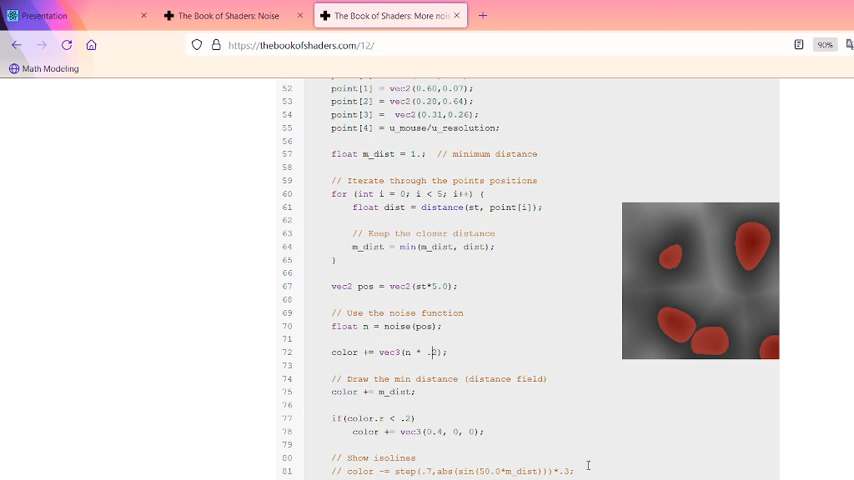 Presentation
The Book of Shaders: Noise
The Book of Shaders: More nois
https://thebookofshaders.com/12/
90%
Math Modeling
52 point[1] = vec2(0.60,0.07);
53 point[2] = vec2(0.28,0.64);
54 point[3] =  vec2(0.31,0.26);
55 point[4] = u_mouse/u_resolution;
56
57 float m_dist = 1.;  // minimum distance
58
59 // Iterate through the points positions
60 for (int i = 0; i < 5; i++) {
61 float dist = distance(st, point[i]);
62
63 // Keep the closer distance
64 m_dist = min(m_dist, dist);
65 }
66
67 vec2 pos = vec2(st*5.0);
68
69 // Use the noise function
70 float n = noise(pos);
71
72 color += vec3(n * .2);
73
74 // Draw the min distance (distance field)
75 color += m_dist;
76
77 if(color.r < .2)
78 color += vec3(0.4, 0, 0);
79
80 // Show isolines
81 // color -= step(.7,abs(sin(50.0*m_dist)))*.3;